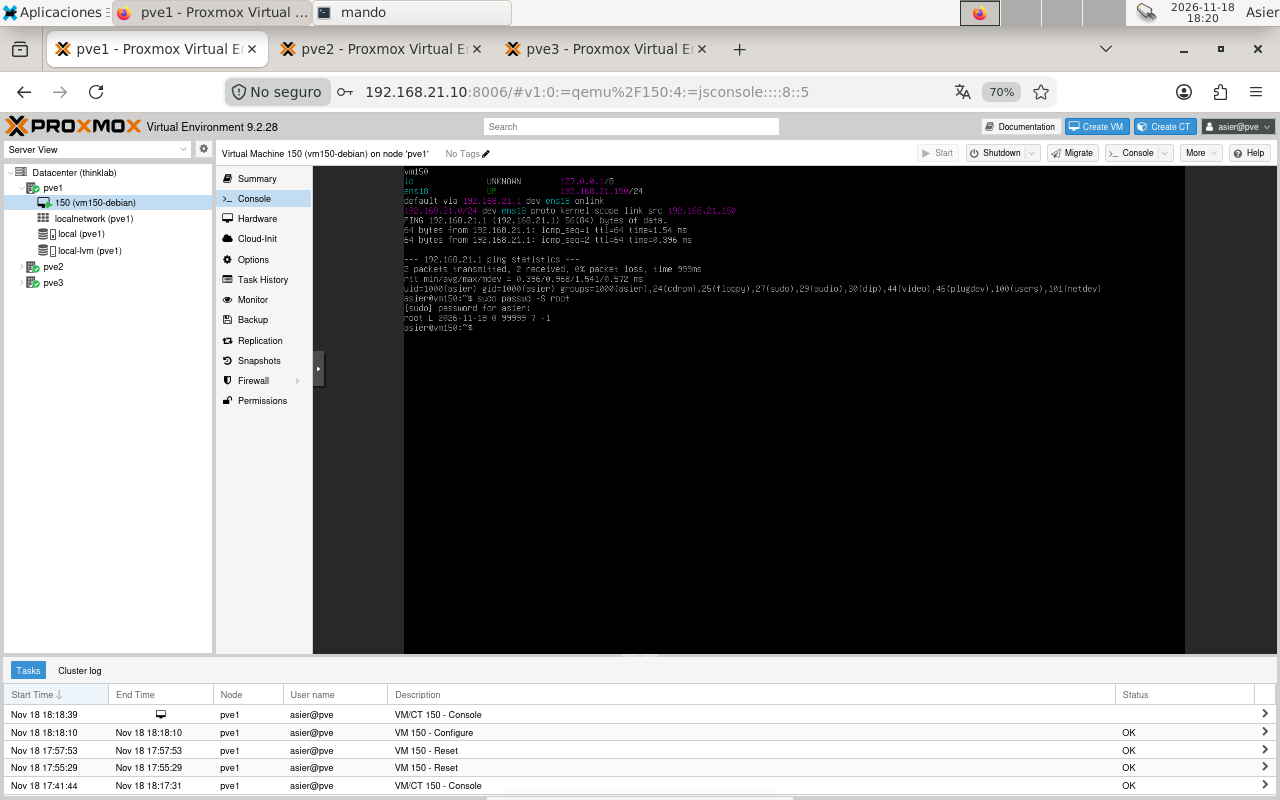 Aplicaciones
pve1 - Proxmox Virtual ...
mando
2026-11-18
18:20
Asier
pve1 - Proxmox Virtual E
pve2 - Proxmox Virtual E
pve3 - Proxmox Virtual E
No seguro
192.168.21.10:8006/#v1:0:=qemu%2F150:4:=jsconsole::::8::5
70%
PROXMOX Virtual Environment 9.2.28
Search
Documentation
Create VM
Create CT
asier@pve
Server View
Virtual Machine 150 (vm150-debian) on node 'pve1'
No Tags
Start
Shutdown
Migrate
Console
More
Help
Datacenter (thinklab)
pve1
150 (vm150-debian)
localnetwork (pve1)
local (pve1)
local-lvm (pve1)
pve2
pve3
Summary
Console
Hardware
Cloud-Init
Options
Task History
Monitor
Backup
Replication
Snapshots
Firewall
Permissions
vm150
lo UNKNOWN 127.0.0.1/8
ens18 UP 192.168.21.150/24
default via 192.168.21.1 dev ens18 onlink
192.168.21.0/24 dev ens18 proto kernel scope link src 192.168.21.150
PING 192.168.21.1 (192.168.21.1) 56(84) bytes of data.
64 bytes from 192.168.21.1: icmp_seq=1 ttl=64 time=1.54 ms
64 bytes from 192.168.21.1: icmp_seq=2 ttl=64 time=0.396 ms
--- 192.168.21.1 ping statistics ---
2 packets transmitted, 2 received, 0% packet loss, time 999ms
rtt min/avg/max/mdev = 0.396/0.968/1.541/0.572 ms
uid=1000(asier) gid=1000(asier) groups=1000(asier),24(cdrom),25(floppy),27(sudo),29(audio),30(dip),44(video),46(plugdev),100(users),101(netdev)
asier@vm150:~$ sudo passwd -S root
[sudo] password for asier:
root L 2026-11-18 0 99999 7 -1
asier@vm150:~$
Tasks
Cluster log
Start Time End Time Node User name Description Status
Nov 18 18:18:39 pve1 asier@pve VM/CT 150 - Console
Nov 18 18:18:10 Nov 18 18:18:10 pve1 asier@pve VM 150 - Configure OK
Nov 18 17:57:53 Nov 18 17:57:53 pve1 asier@pve VM 150 - Reset OK
Nov 18 17:55:29 Nov 18 17:55:29 pve1 asier@pve VM 150 - Reset OK
Nov 18 17:41:44 Nov 18 18:17:31 pve1 asier@pve VM/CT 150 - Console OK